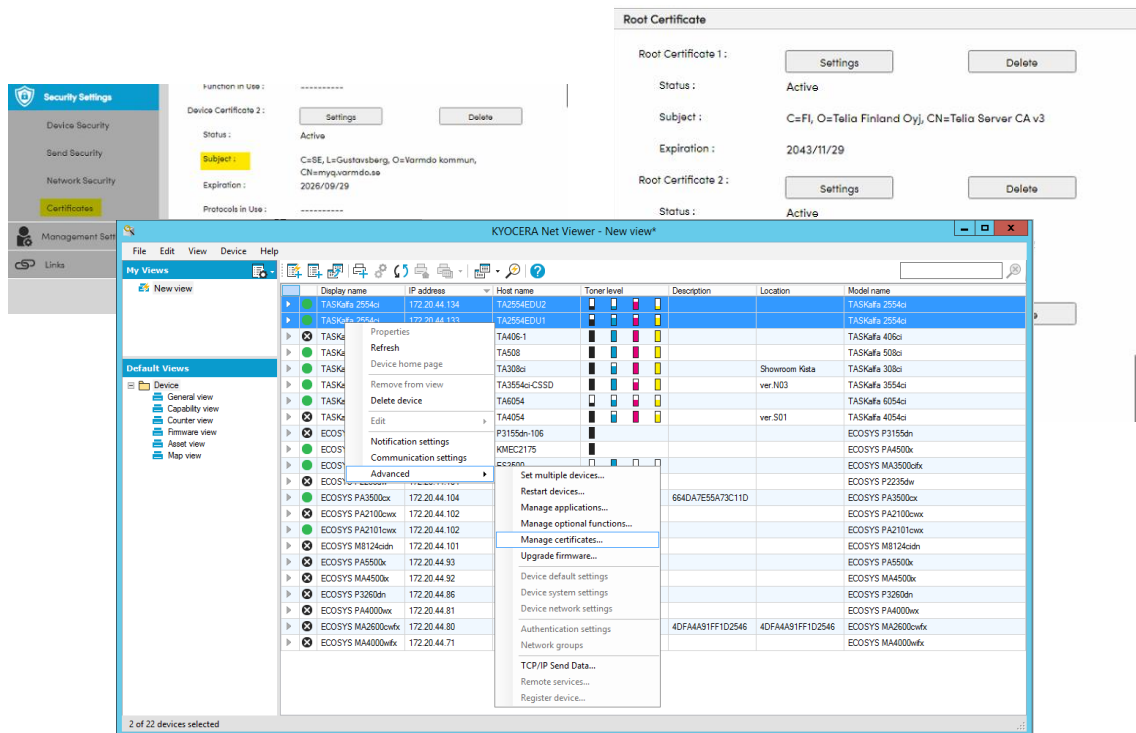 Root Certificate
Root Certificate 1 :
Settings
Delete
Status :
Active
Subject :
C=FI, O=Telia Finland Oyj, CN=Telia Server CA v3
Expiration :
2043/11/29
Root Certificate 2 :
Settings
Delete
Status :
Active
Security Settings
Device Security
Send Security
Network Security
Certificates
Management Sett
Links
Function in Use :
----------
Device Certificate 2 :
Settings
Delete
Status :
Active
Subject :
C=SE, L=Gustavsberg, O=Varmdo kommun,
CN=myq.varmdo.se
Expiration :
2026/09/29
Protocols in Use :
----------
KYOCERA Net Viewer - New view*
File Edit View Device Help
My Views
New view
Default Views
Device
General view
Capability view
Counter view
Firmware view
Asset view
Map view
Display name IP address Host name Toner level Description Location Model name
TASKalfa 2554ci 172.20.44.134 TA2554EDU2 TASKalfa 2554ci
TASKalfa 2554ci 172.20.44.133 TA2554EDU1 TASKalfa 2554ci
TASKa TA406-1 TASKalfa 406ci
TASKa TA508 TASKalfa 508ci
TASKa TA308ci Showroom Kista TASKalfa 308ci
TASKa TA3554ci-CSSD ver.N03 TASKalfa 3554ci
TASKa TA6054 TASKalfa 6054ci
TASKa TA4054 ver.S01 TASKalfa 4054ci
ECOSY P3155dn-106 ECOSYS P3155dn
ECOSY KMEC2175 ECOSYS PA4500x
ECOSY ECOSYS MA3500cifx
ECOSYS P2235dw
ECOSYS PA3500cx 172.20.44.104 664DA7E55A73C11D ECOSYS PA3500cx
ECOSYS PA2100cwx 172.20.44.102 ECOSYS PA2100cwx
ECOSYS PA2101cwx 172.20.44.102 ECOSYS PA2101cwx
ECOSYS M8124cidn 172.20.44.101 ECOSYS M8124cidn
ECOSYS PA5500x 172.20.44.93 ECOSYS PA5500x
ECOSYS MA4500x 172.20.44.92 ECOSYS MA4500x
ECOSYS P3260dn 172.20.44.86 ECOSYS P3260dn
ECOSYS PA4000wx 172.20.44.81 ECOSYS PA4000wx
ECOSYS MA2600cwfx 172.20.44.80 4DFA4A91FF1D2546 4DFA4A91FF1D2546 ECOSYS MA2600cwfx
ECOSYS MA4000wifx 172.20.44.71 ECOSYS MA4000wifx
Properties
Refresh
Device home page
Remove from view
Delete device
Edit
Notification settings
Communication settings
Advanced
Set multiple devices...
Restart devices...
Manage applications...
Manage optional functions...
Manage certificates...
Upgrade firmware...
Device default settings
Device system settings
Device network settings
Authentication settings
Network groups
TCP/IP Send Data...
Remote services...
Register device...
2 of 22 devices selected